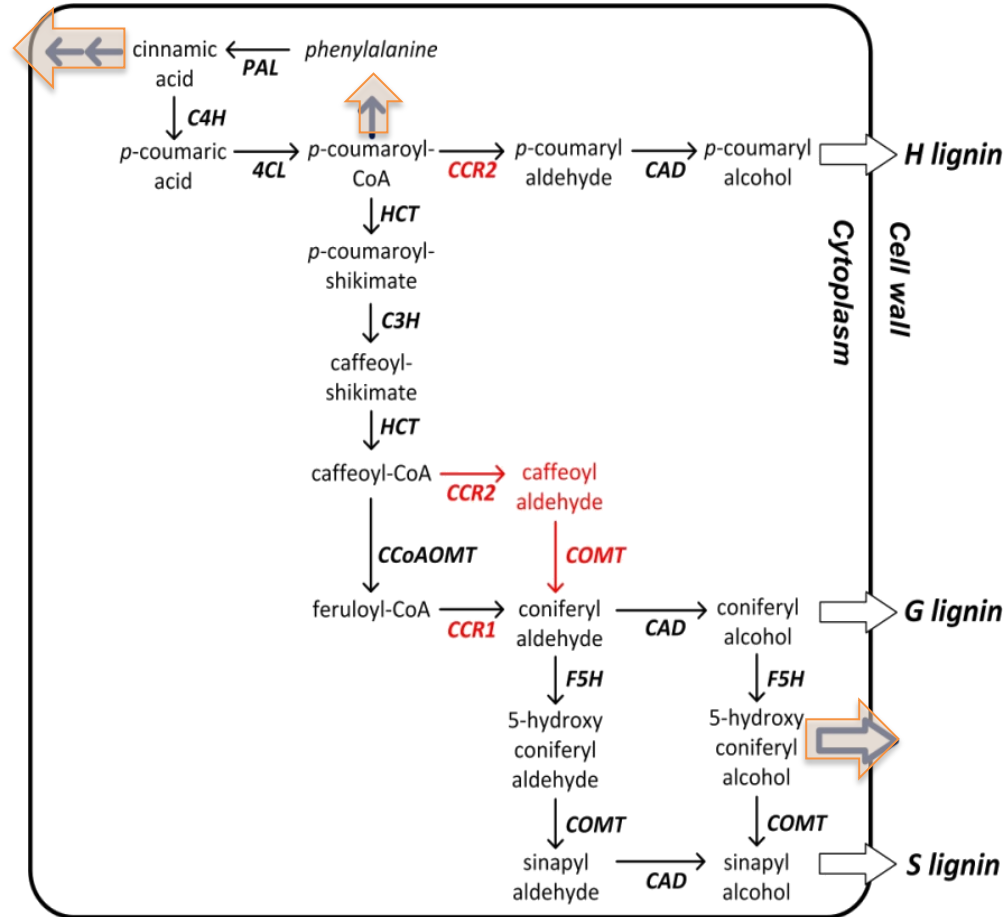 cinnamic
acid
PAL
phenylalanine
C4H
p-coumaric
acid
4CL
p-coumaroyl-
CoA
CCR2
p-coumaryl
aldehyde
CAD
p-coumaryl
alcohol
H lignin
HCT
p-coumaroyl-
shikimate
Cytoplasm
Cell wall
C3H
caffeoyl-
shikimate
HCT
caffeoyl-CoA
CCR2
caffeoyl
aldehyde
CCoAOMT
COMT
feruloyl-CoA
CCR1
coniferyl
aldehyde
CAD
coniferyl
alcohol
G lignin
F5H
F5H
5-hydroxy
coniferyl
aldehyde
5-hydroxy
coniferyl
alcohol
COMT
COMT
sinapyl
aldehyde
CAD
sinapyl
alcohol
S lignin